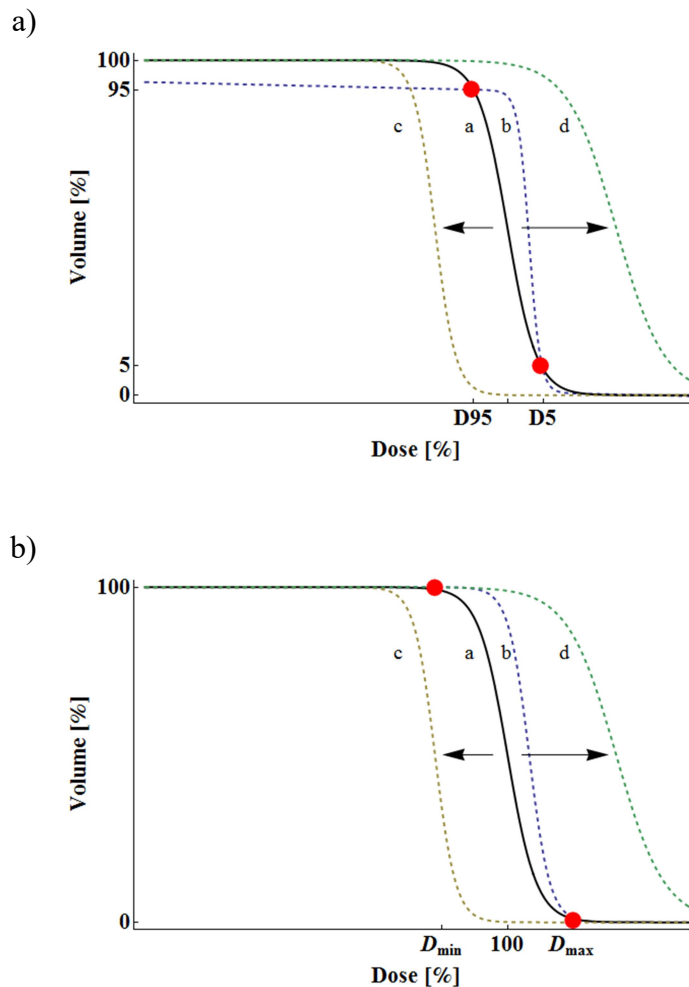 a)
100
95
c a b d
Volume [%]
5
0
D95 D5
Dose [%]
b)
100
c a b d
Volume [%]
0
Dmin 100 Dmax
Dose [%]